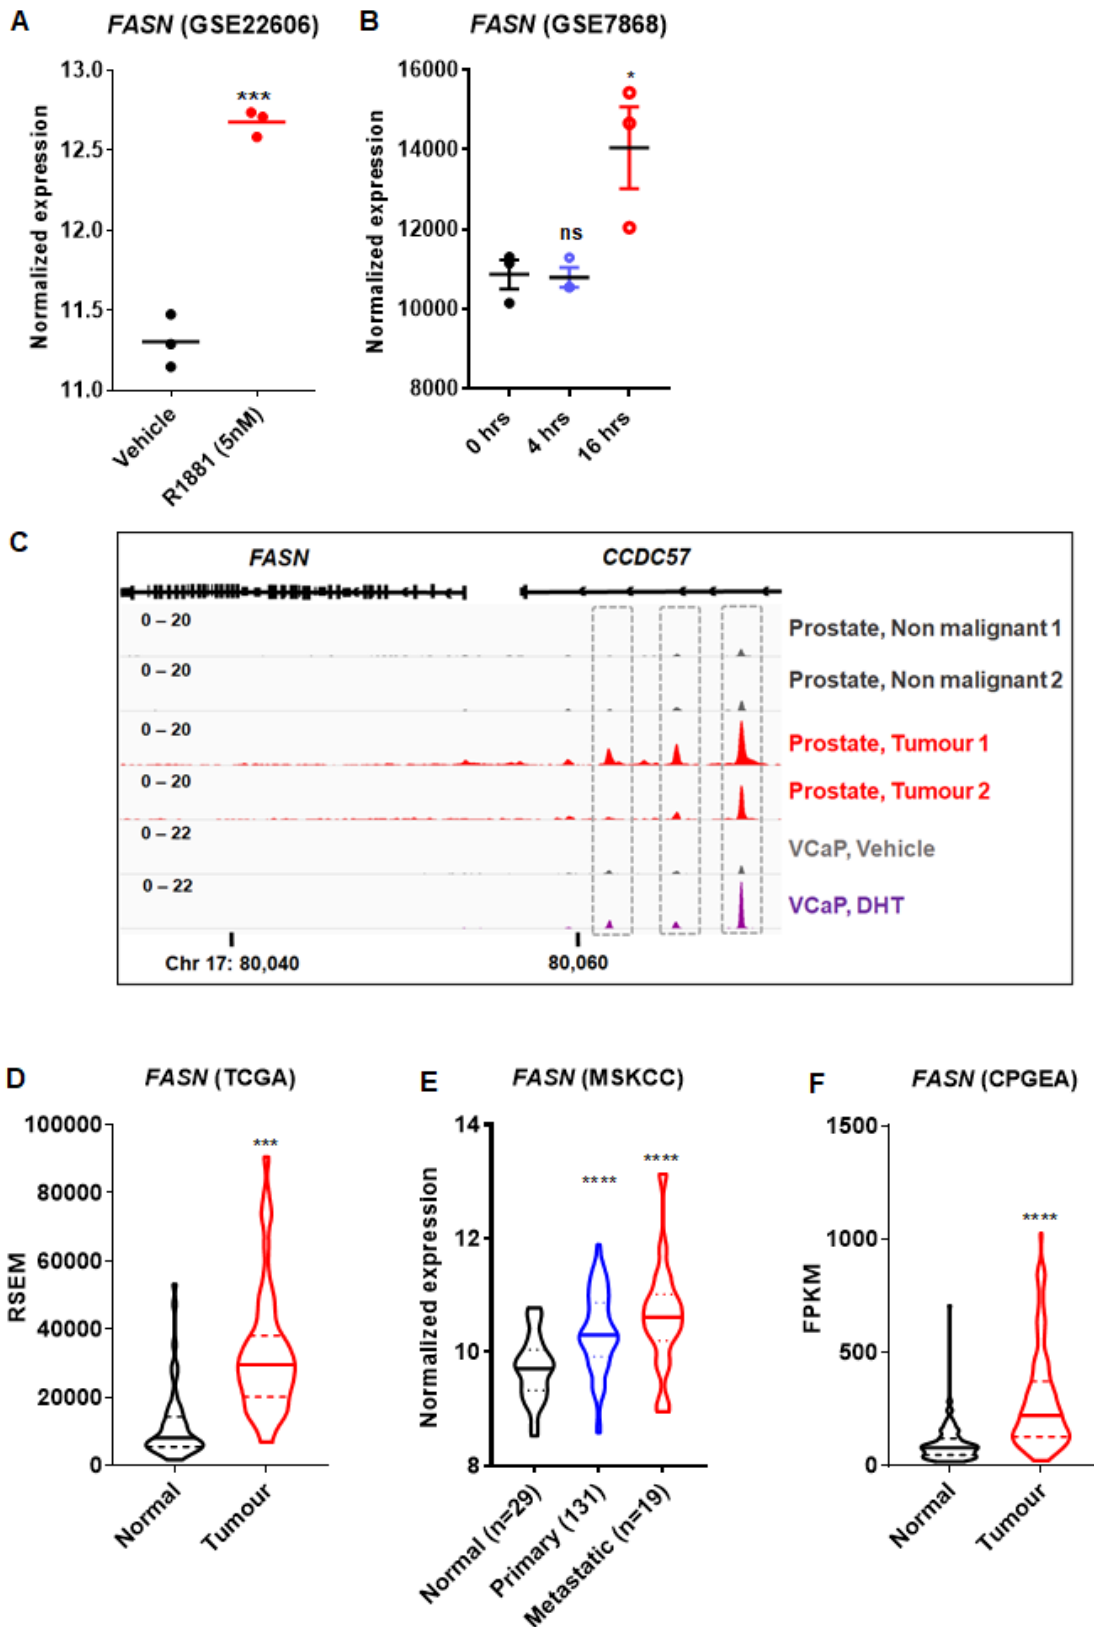 A
FASN (GSE22606)
Normalized expression
13.0
12.5
12.0
11.5
11.0
***
Vehicle
R1881 (5nM)
B
FASN (GSE7868)
Normalized expression
16000
14000
12000
10000
8000
ns
*
0 hrs
4 hrs
16 hrs
C
FASN
CCDC57
0 – 20
Prostate, Non malignant 1
0 – 20
Prostate, Non malignant 2
0 – 20
Prostate, Tumour 1
0 – 20
Prostate, Tumour 2
0 – 22
VCaP, Vehicle
0 – 22
VCaP, DHT
Chr 17: 80,040
80,060
D
FASN (TCGA)
RSEM
100000
80000
60000
40000
20000
0
***
Normal
Tumour
E
FASN (MSKCC)
Normalized expression
14
12
10
8
****
****
Normal (n=29)
Primary (131)
Metastatic (n=19)
F
FASN (CPGEA)
FPKM
1500
1000
500
0
****
Normal
Tumour